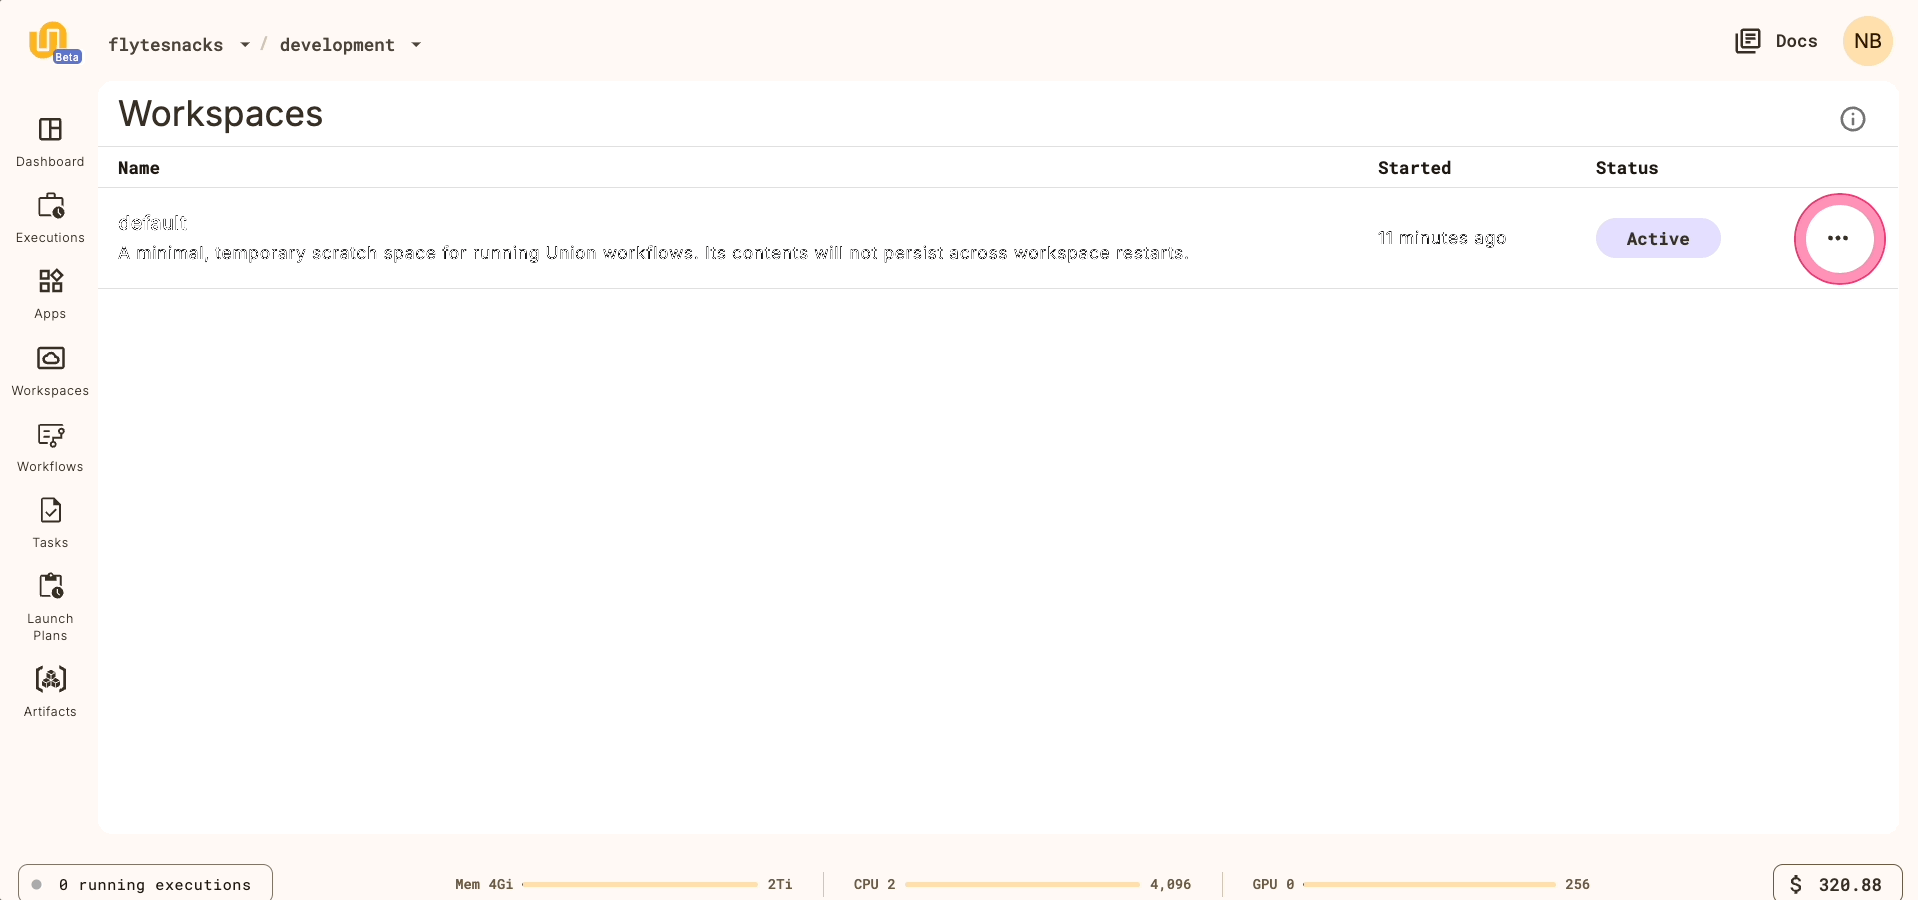 Beta
flytesnacks / development
Docs
NB
Workspaces
Name Started Status
default
A minimal, temporary scratch space for running Union workflows. Its contents will not persist across workspace restarts.
11 minutes ago
Active
Dashboard
Executions
Apps
Workspaces
Workflows
Tasks
Launch
Plans
Artifacts
0 running executions
Mem 4Gi 2Ti
CPU 2 4,096
GPU 0 256
$ 320.88